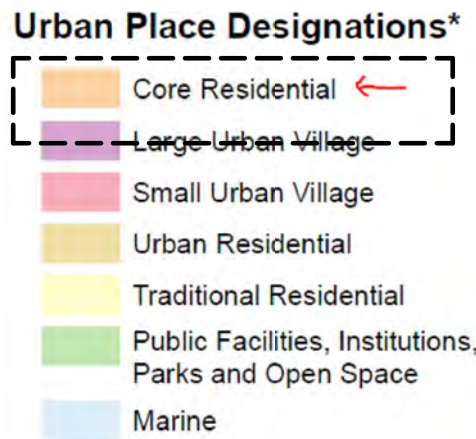 Urban Place Designations*
Core Residential
Large Urban Village
Small Urban Village
Urban Residential
Traditional Residential
Public Facilities, Institutions,
Parks and Open Space
Marine